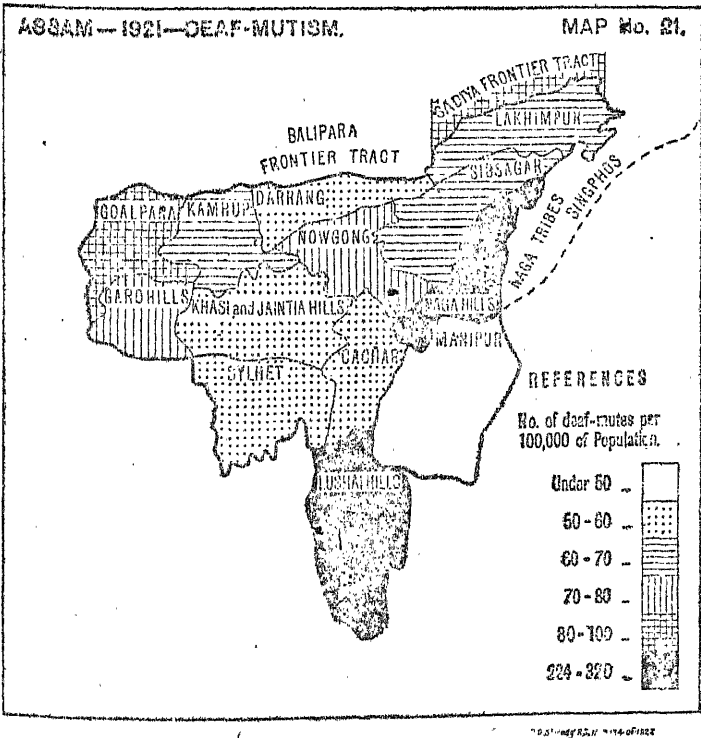 ASSAM—1921—DEAF-MUTISM.
MAP No. 21.
SADIYA FRONTIER TRACT
LAKHIMPUR
BALIPARA
FRONTIER TRACT
SIBSAGAR
DARRANG
GOALPARA
KAMRUP
NOWGONG
NAGA TRIBES
SINGPHOS
GARO HILLS
KHASI and JAINTIA HILLS
NAGA HILLS
MANIPUR
CACHAR
SYLHET
LUSHAI HILLS
REFERENCES
No. of deaf-mutes per
100,000 of Population.
Under 50
50-60
60-70
70-80
80-100
224-320